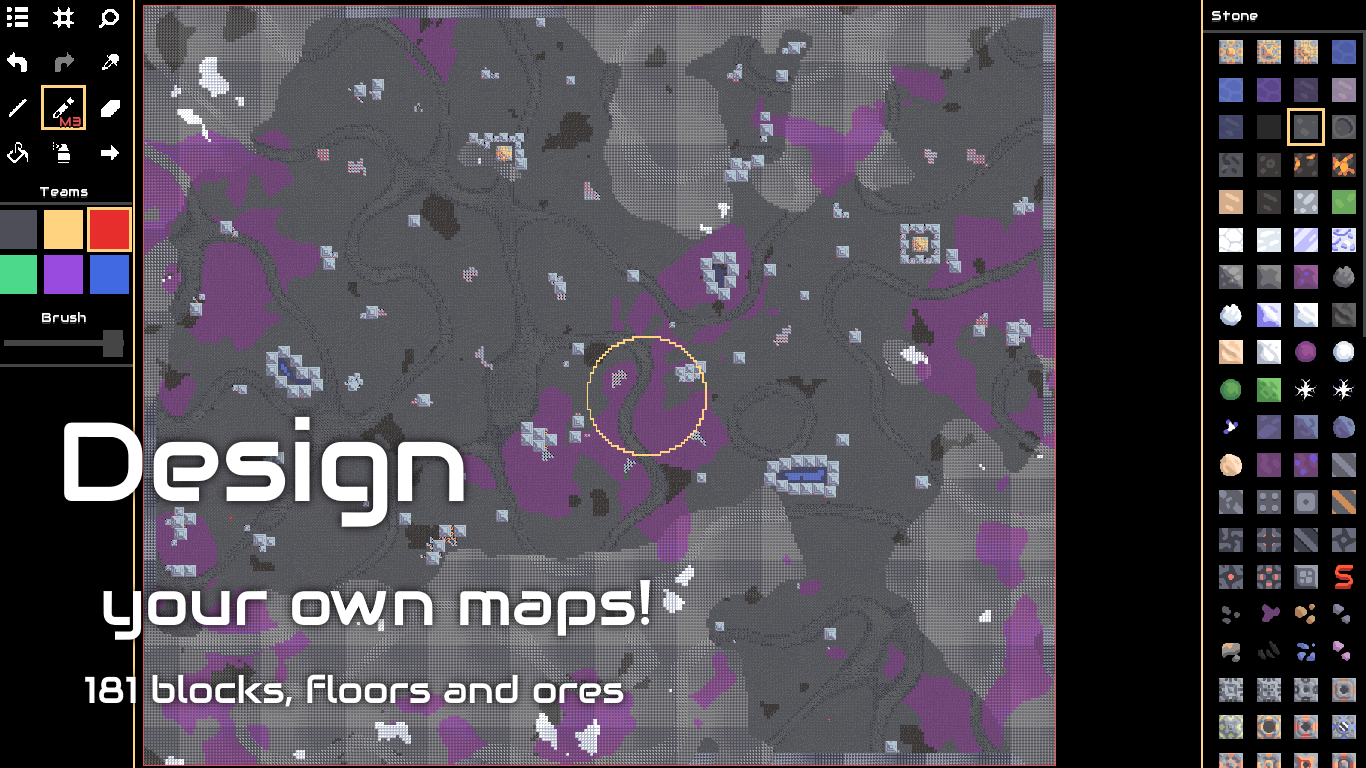 Stone
M3
Teams
Brush
Design
your own maps!
181 blocks, floors and ores